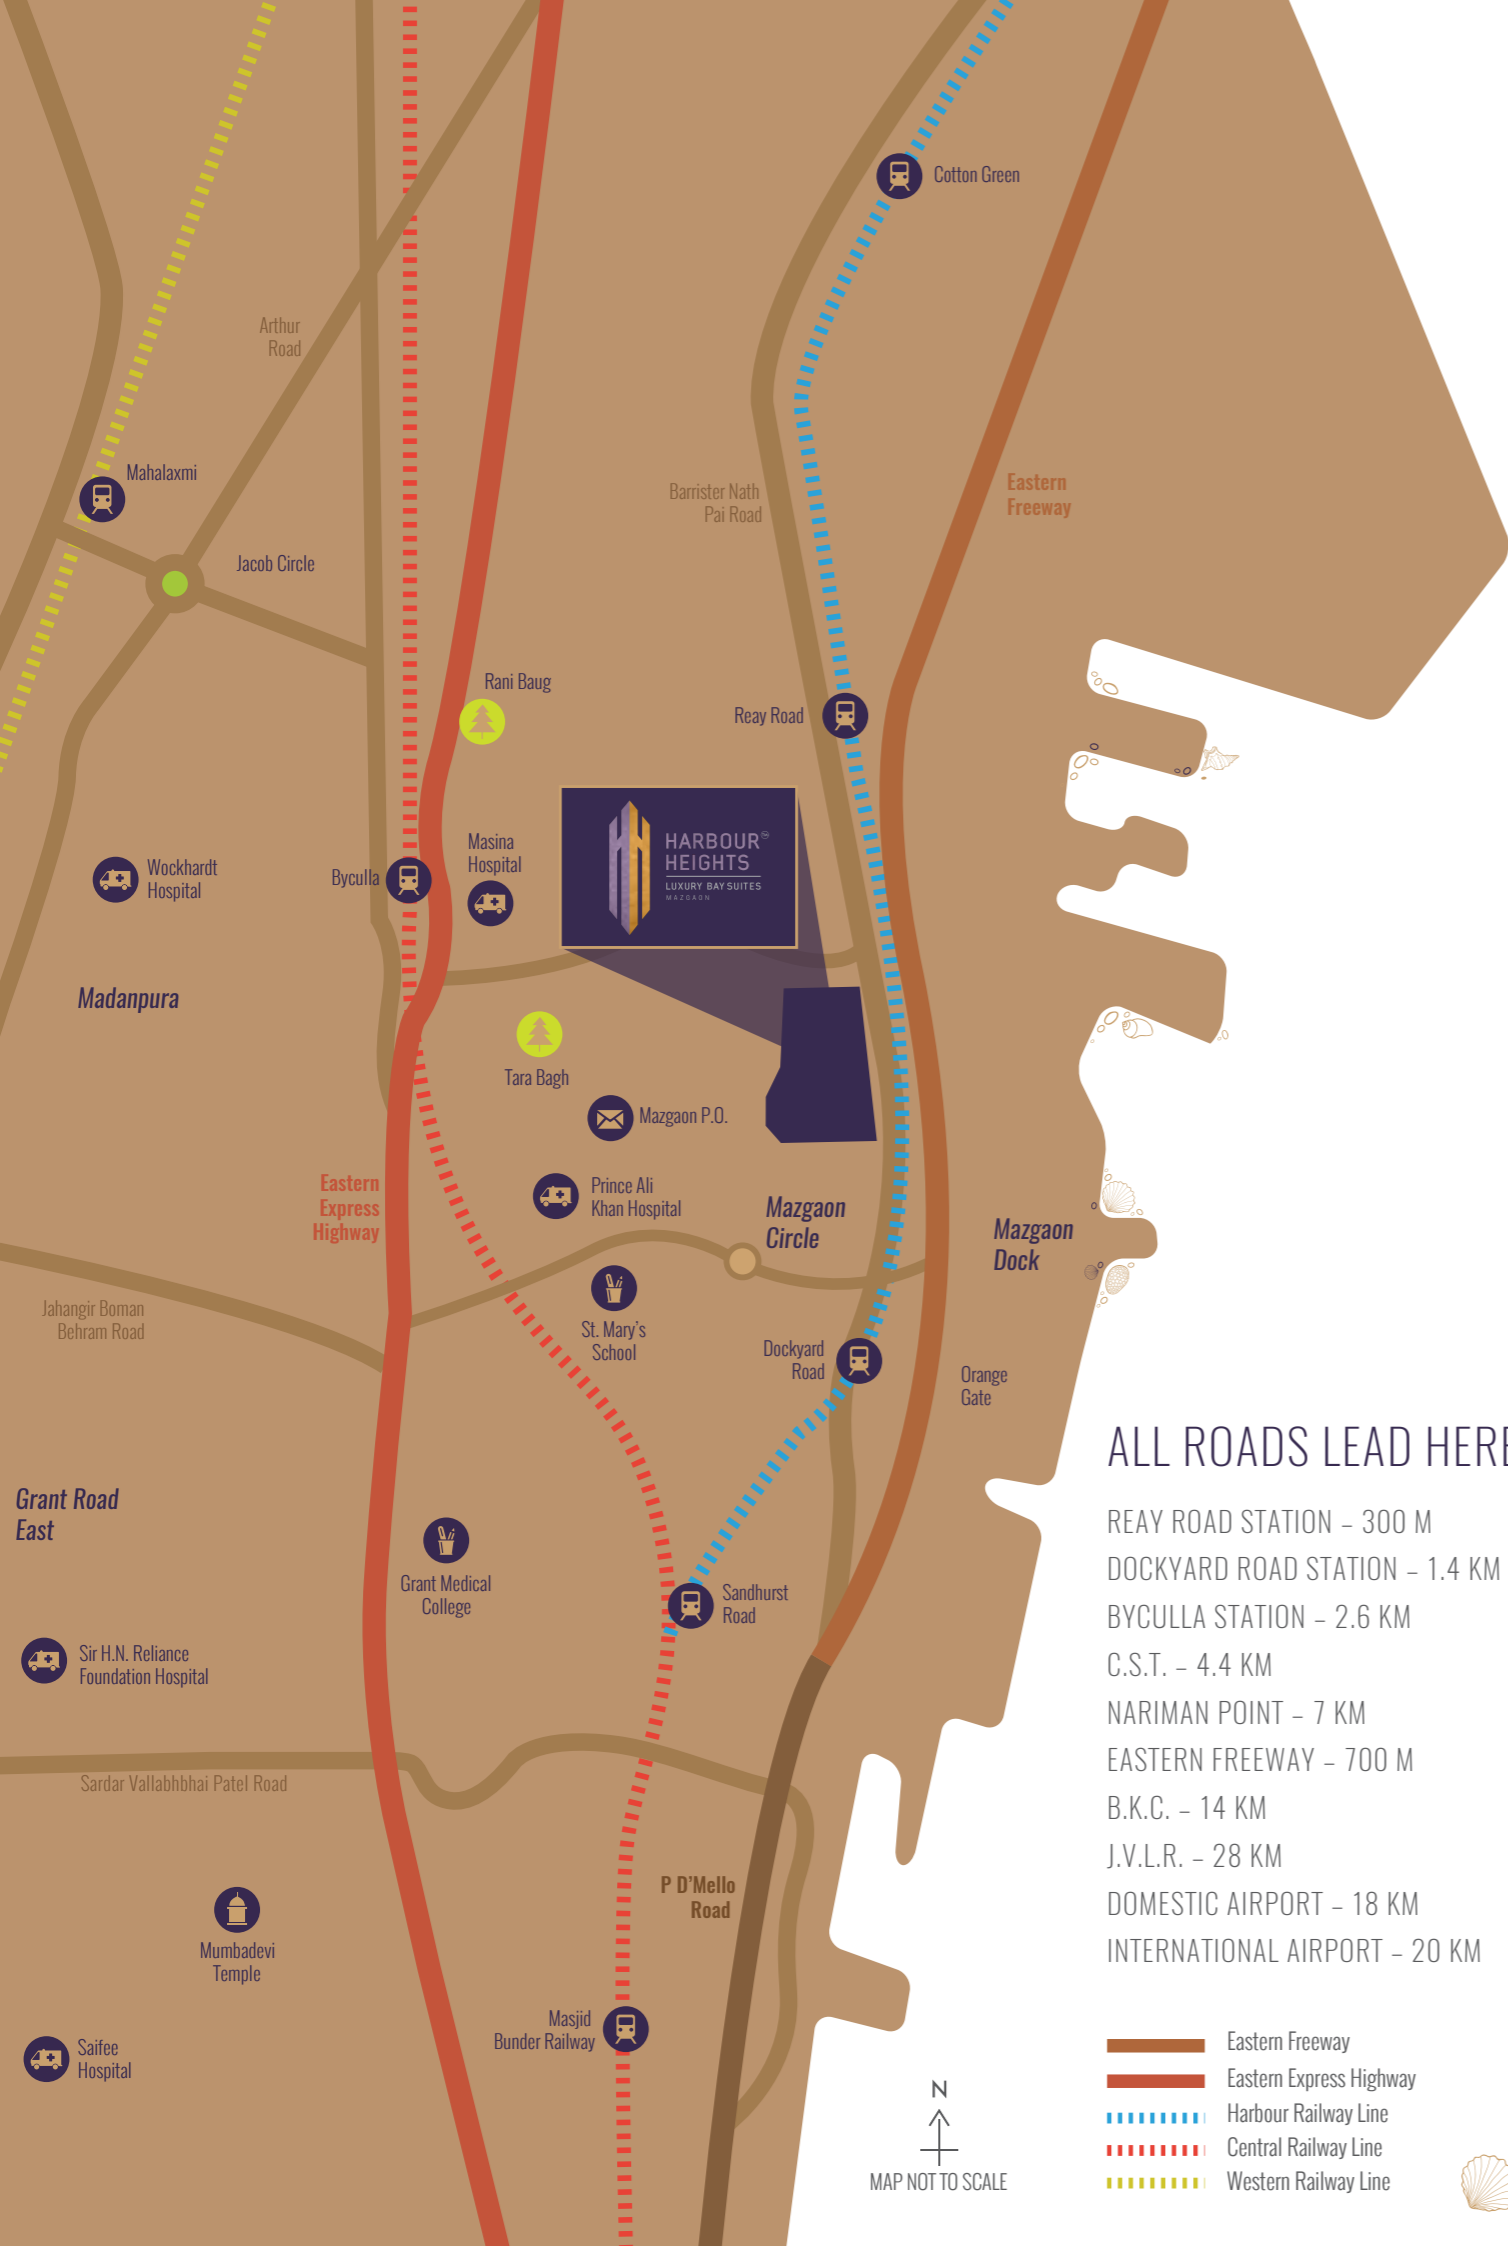 Cotton Green
Arthur
Road
Mahalaxmi
Barrister Nath
Pai Road
Eastern
Freeway
Jacob Circle
Rani Baug
Reay Road
HARBOUR
HEIGHTS
LUXURY BAY SUITES
MAZGAON
Masina
Hospital
Wockhardt
Hospital
Byculla
Madanpura
Tara Bagh
Mazgaon P.O.
Eastern
Express
Highway
Prince Ali
Khan Hospital
Mazgaon
Circle
Mazgaon
Dock
Jahangir Boman
Behram Road
St. Mary's
School
Dockyard
Road
Orange
Gate
Grant Road
East
Grant Medical
College
Sandhurst
Road
Sir H.N. Reliance
Foundation Hospital
Sardar Vallabhbhai Patel Road
P D'Mello
Road
Mumbadevi
Temple
Masjid
Bunder Railway
Saifee
Hospital
ALL ROADS LEAD HERE
REAY ROAD STATION – 300 M
DOCKYARD ROAD STATION – 1.4 KM
BYCULLA STATION – 2.6 KM
C.S.T. – 4.4 KM
NARIMAN POINT – 7 KM
EASTERN FREEWAY – 700 M
B.K.C. – 14 KM
J.V.L.R. – 28 KM
DOMESTIC AIRPORT – 18 KM
INTERNATIONAL AIRPORT – 20 KM
N
MAP NOT TO SCALE
Eastern Freeway
Eastern Express Highway
Harbour Railway Line
Central Railway Line
Western Railway Line